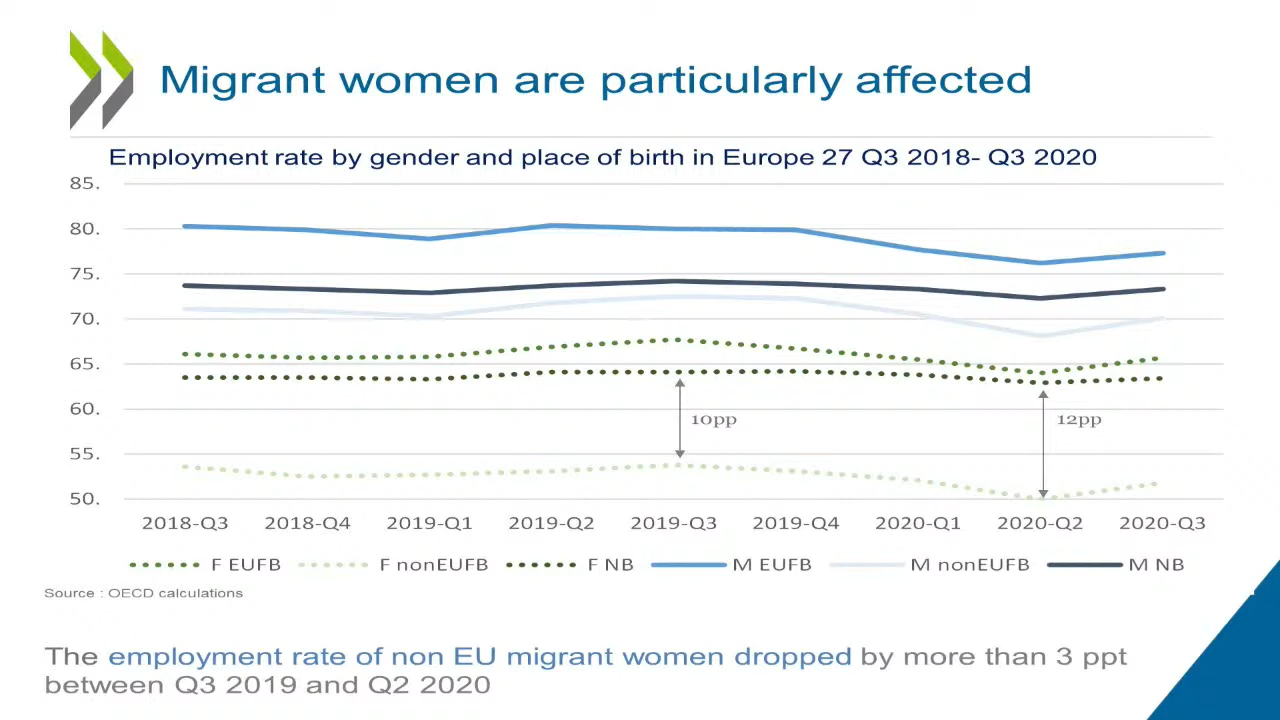 Migrant women are particularly affected
Employment rate by gender and place of birth in Europe 27 Q3 2018- Q3 2020
85.
80.
75.
70.
65.
60.
55.
50.
10pp
12pp
2018-Q3 2018-Q4 2019-Q1 2019-Q2 2019-Q3 2019-Q4 2020-Q1 2020-Q2 2020-Q3
F EUFB F nonEUFB F NB M EUFB M nonEUFB M NB
Source : OECD calculations
The employment rate of non EU migrant women dropped by more than 3 ppt
between Q3 2019 and Q2 2020